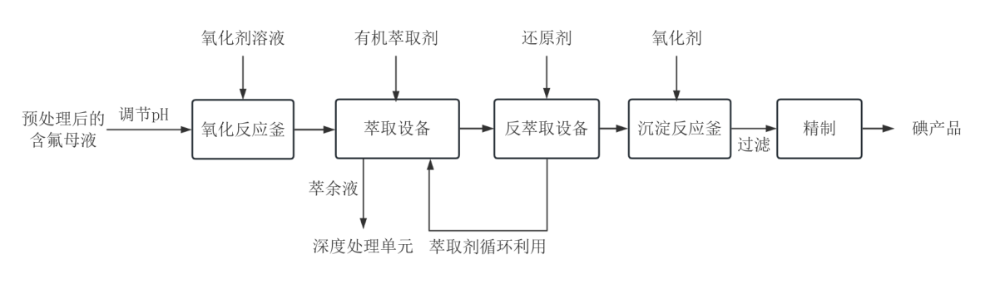 氧化剂溶液
有机萃取剂
还原剂
氧化剂
预处理后的
含氟母液
调节pH
氧化反应釜
萃取设备
反萃取设备
沉淀反应釜
过滤
精制
碘产品
萃余液
深度处理单元
萃取剂循环利用